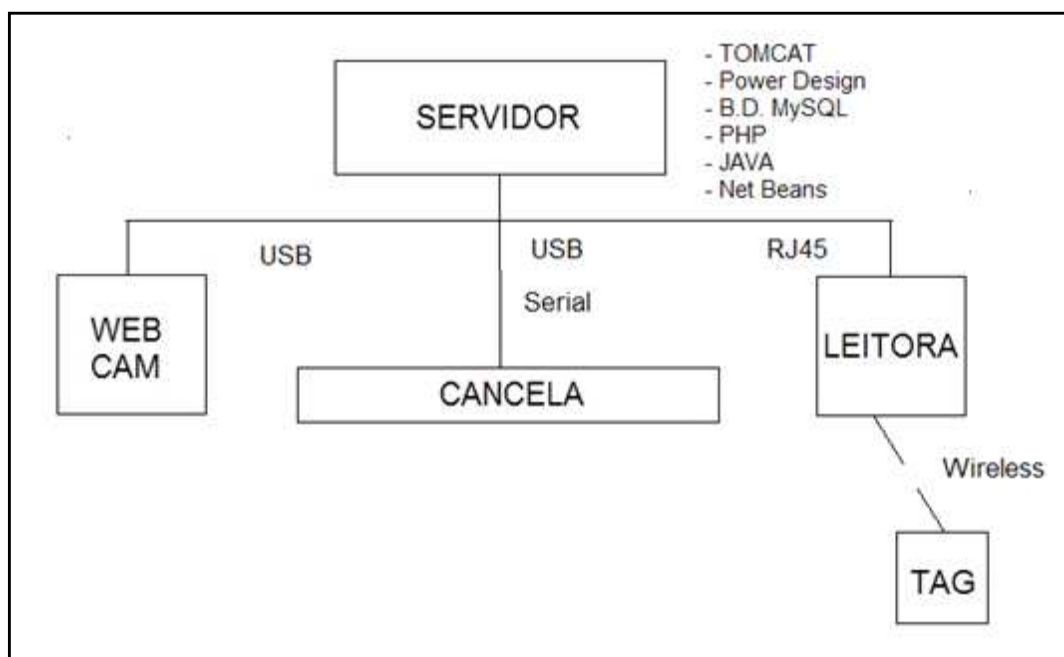 SERVIDOR
- TOMCAT
- Power Design
- B.D. MySQL
- PHP
- JAVA
- Net Beans
USB
USB
RJ45
Serial
WEB
CAM
CANCELA
LEITORA
Wireless
TAG